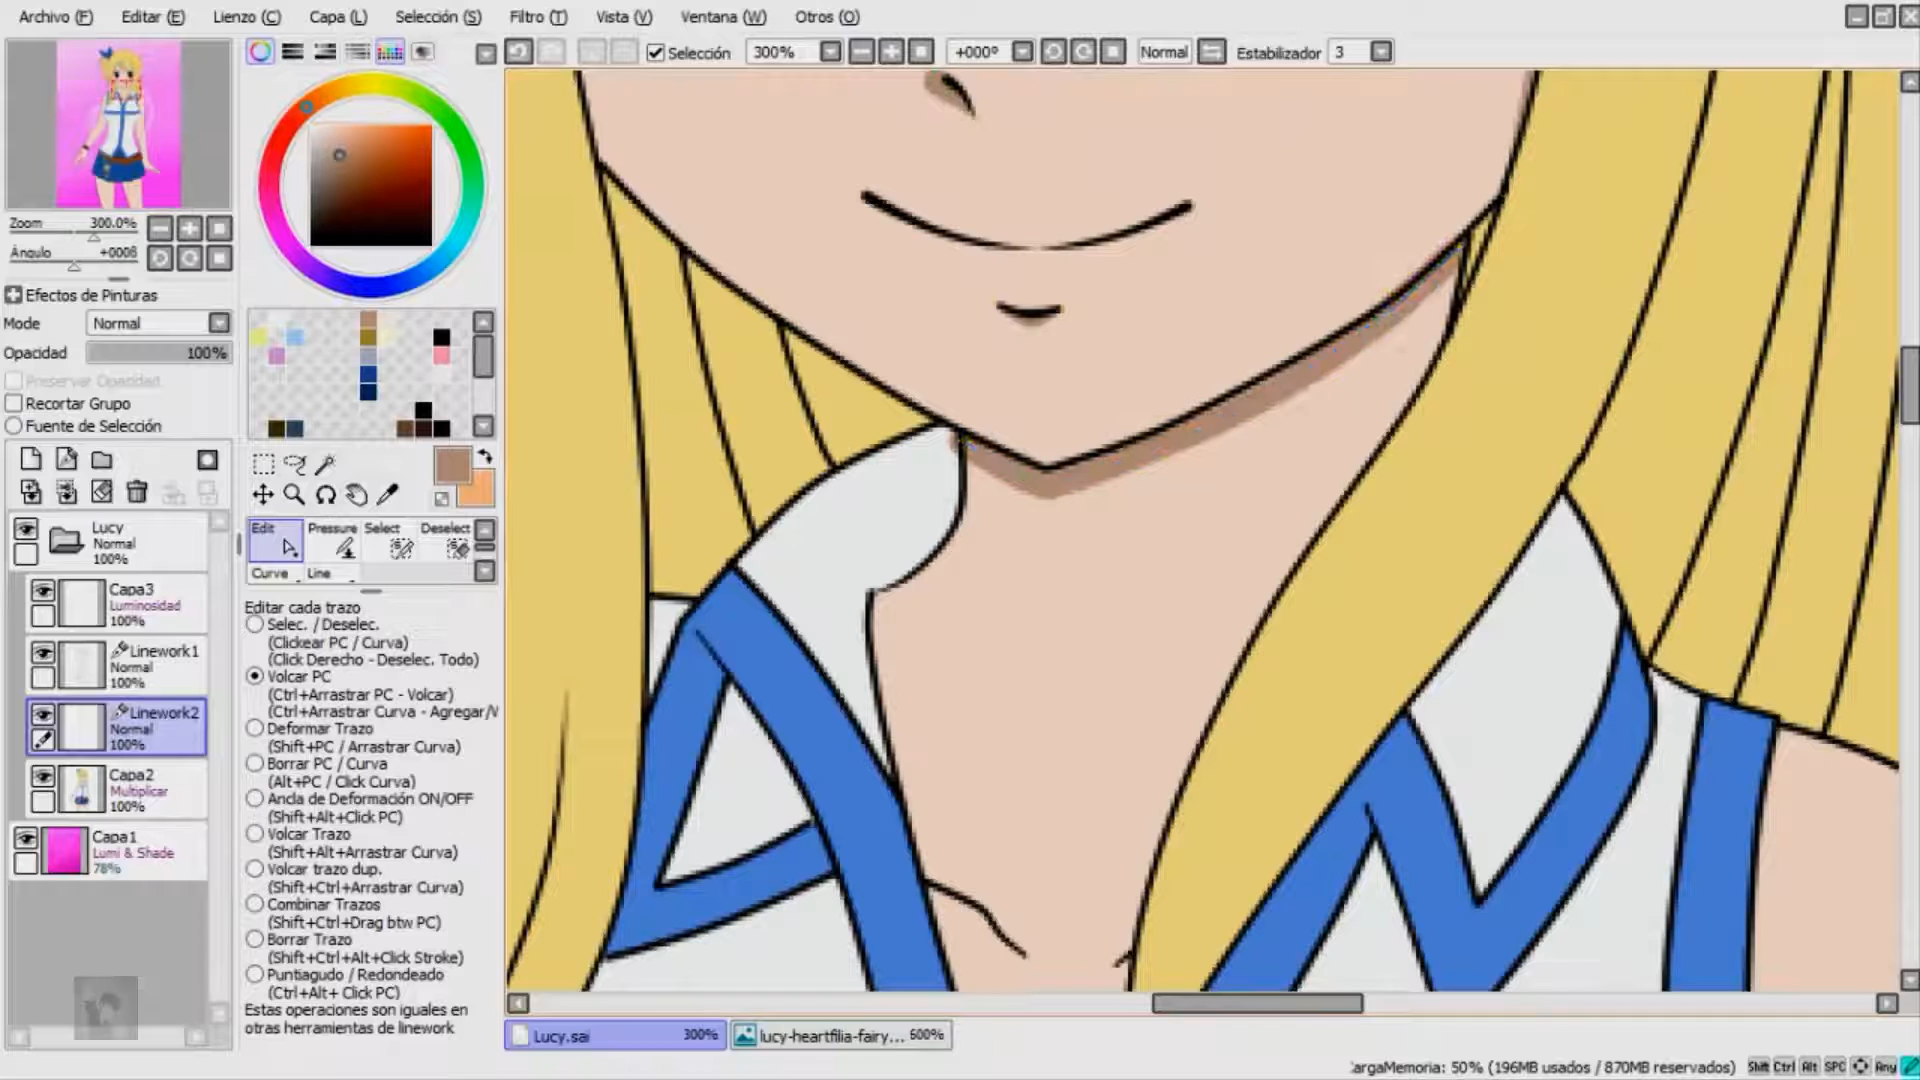 Archivo (F) Editar (E) Lienzo (C) Capa (L) Selección (S) Filtro (T) Vista (V) Ventana (W) Otros (O)
Selección 300% +000º Normal Estabilizador 3
Zoom 300.0%
Ángulo
Efectos de Pinturas
Mode Normal
Opacidad 100%
Preservar Opacidad
Recortar Grupo
Fuente de Selección
Lucy
Normal
100%
Capa3
Luminosidad
100%
Linework1
Normal
100%
Linework2
Normal
100%
Capa2
Multiplicar
100%
Capa1
Lumi & Shade
78%
Edit Pressure Select Deselect
Curve Line
Editar cada trazo
Selec. / Deselec.
(Clickear PC / Curva)
(Click Derecho - Deselec. Todo)
Volcar PC
(Ctrl+Arrastrar PC - Volcar)
(Ctrl+Arrastrar Curva - Agregar/
Deformar Trazo
(Shift+PC / Arrastrar Curva)
Borrar PC / Curva
(Alt+PC / Click Curva)
Ancla de Deformación ON/OFF
(Shift+Alt+Click PC)
Volcar Trazo
(Shift+Alt+Arrastrar Curva)
Volcar trazo dup.
(Shift+Ctrl+Arrastrar Curva)
Combinar Trazos
(Shift+Ctrl+Drag btw PC)
Borrar Trazo
(Shift+Ctrl+Alt+Click Stroke)
Puntiagudo / Redondeado
(Ctrl+Alt+ Click PC)
Estas operaciones son iguales en
otras herramientas de linework
Lucy.sai 300% lucy-heartfilia-fairy... 600%
argaMemoria: 50% (196MB usados / 870MB reservados) Shift Ctrl Alt SPC Any